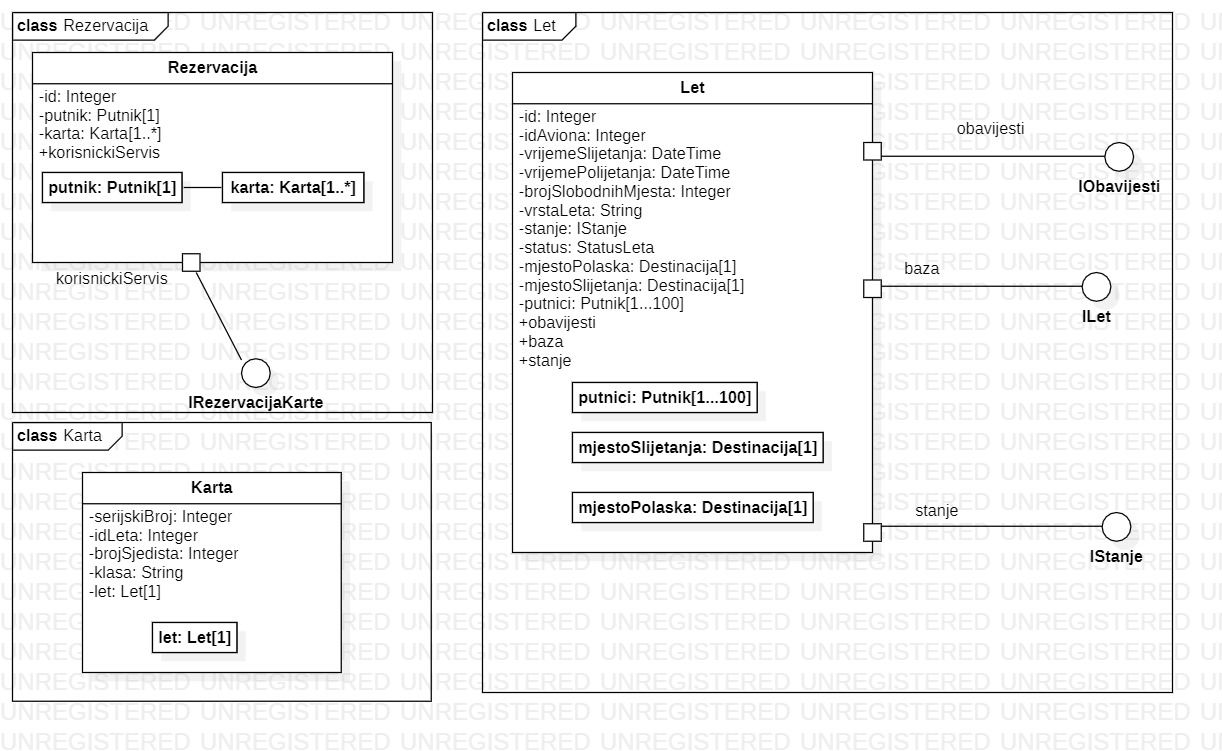 class Rezervacija
Rezervacija
-id: Integer
-putnik: Putnik[1]
-karta: Karta[1..*]
+korisnickiServis
putnik: Putnik[1]
karta: Karta[1..*]
korisnickiServis
IRezervacijaKarte
class Karta
Karta
-serijskiBroj: Integer
-idLeta: Integer
-brojSjedista: Integer
-klasa: String
-let: Let[1]
let: Let[1]
class Let
Let
-id: Integer
-idAviona: Integer
-vrijemeSlijetanja: DateTime
-vrijemePolijetanja: DateTime
-brojSlobodnihMjesta: Integer
-vrstaLeta: String
-stanje: IStanje
-status: StatusLeta
-mjestoPolaska: Destinacija[1]
-mjestoSlijetanja: Destinacija[1]
-putnici: Putnik[1...100]
+obavijesti
+baza
+stanje
putnici: Putnik[1...100]
mjestoSlijetanja: Destinacija[1]
mjestoPolaska: Destinacija[1]
obavijesti
IObavijesti
baza
ILet
stanje
IStanje
UNREGISTERED